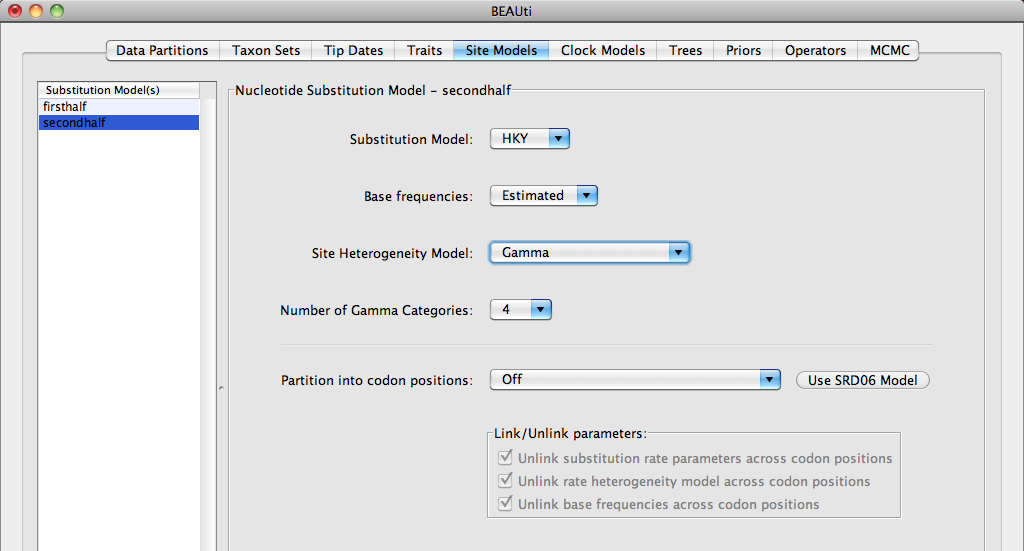 BEAUti
Data Partitions Taxon Sets Tip Dates Traits Site Models Clock Models Trees Priors Operators MCMC
Substitution Model(s)
firsthalf
secondhalf
Nucleotide Substitution Model – secondhalf
Substitution Model: HKY
Base frequencies: Estimated
Site Heterogeneity Model: Gamma
Number of Gamma Categories: 4
Partition into codon positions: Off Use SRD06 Model
Link/Unlink parameters:
Unlink substitution rate parameters across codon positions
Unlink rate heterogeneity model across codon positions
Unlink base frequencies across codon positions